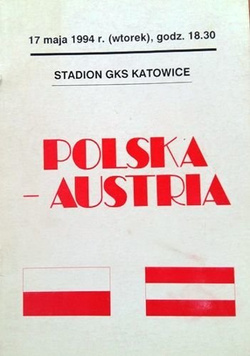 17 maja 1994 r. (wtorek), godz. 18.30
STADION GKS KATOWICE
POLSKA
– AUSTRIA